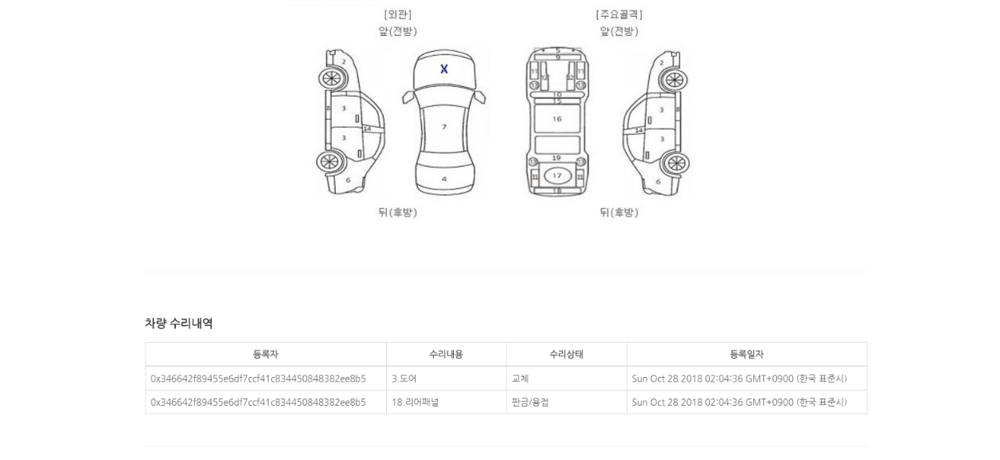 [외관]
[주요골격]
앞(전방)
앞(전방)
2
X
5
9
2
11
12
12
11
13
13
10
15
8
3
7
16
3
8
14
14
3
3
19
13
13
6
4
11
17
11
6
18
뒤(후방)
뒤(후방)
차량 수리내역
등록자 수리내용 수리상태 등록일자
0x346642f89455e6df7ccf41c834450848382ee8b5 3.도어 교체 Sun Oct 28 2018 02:04:36 GMT+0900 (한국 표준시)
0x346642f89455e6df7ccf41c834450848382ee8b5 18.리어패널 판금/용접 Sun Oct 28 2018 02:04:36 GMT+0900 (한국 표준시)